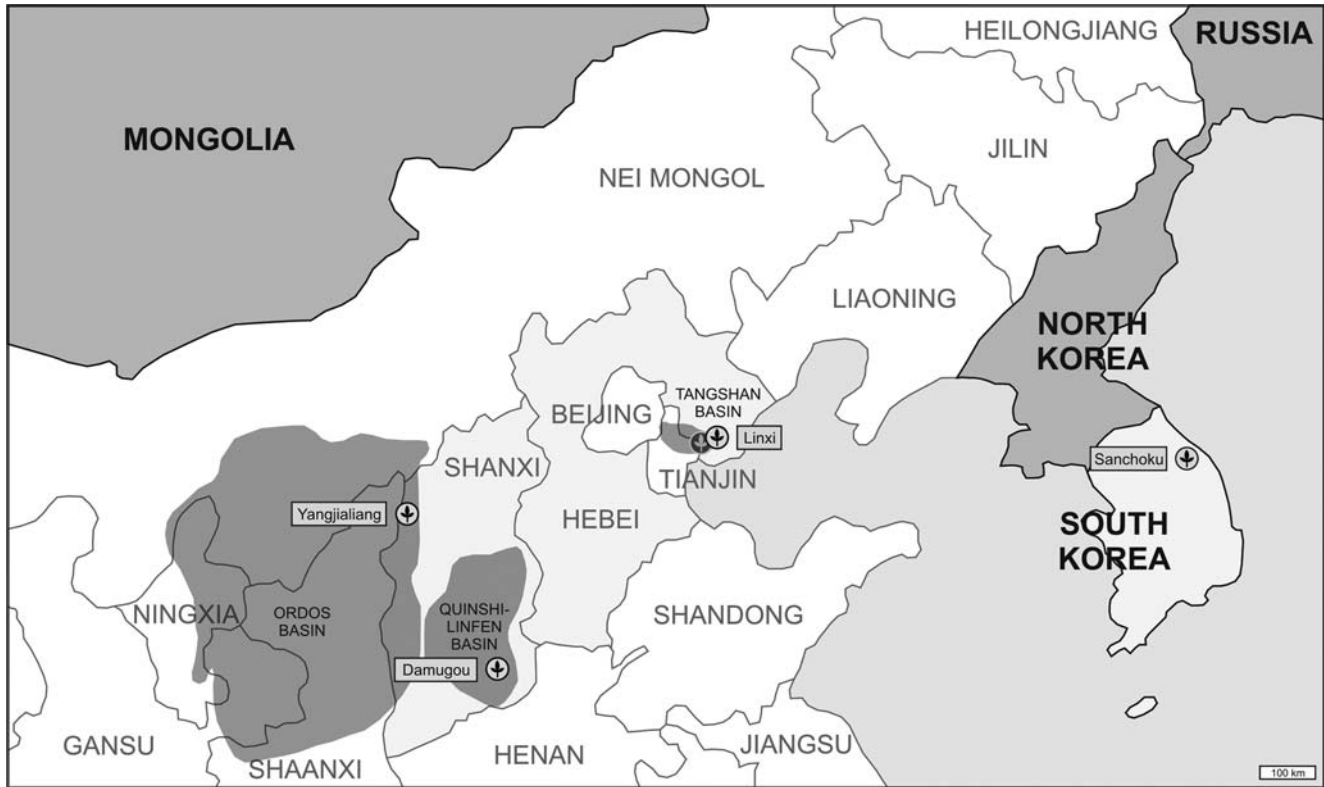 HEILONGJIANG
RUSSIA
MONGOLIA
JILIN
NEI MONGOL
LIAONING
NORTH
KOREA
TANGSHAN
BASIN
BEIJING
Linxi
SHANXI
TIANJIN
Sanchoku
Yangjialiang
HEBEI
SOUTH
KOREA
NINGXIA
ORDOS
BASIN
QUINSHI-
LINFEN
BASIN
SHANDONG
Damugou
GANSU
SHAANXI
HENAN
JIANGSU
100 km